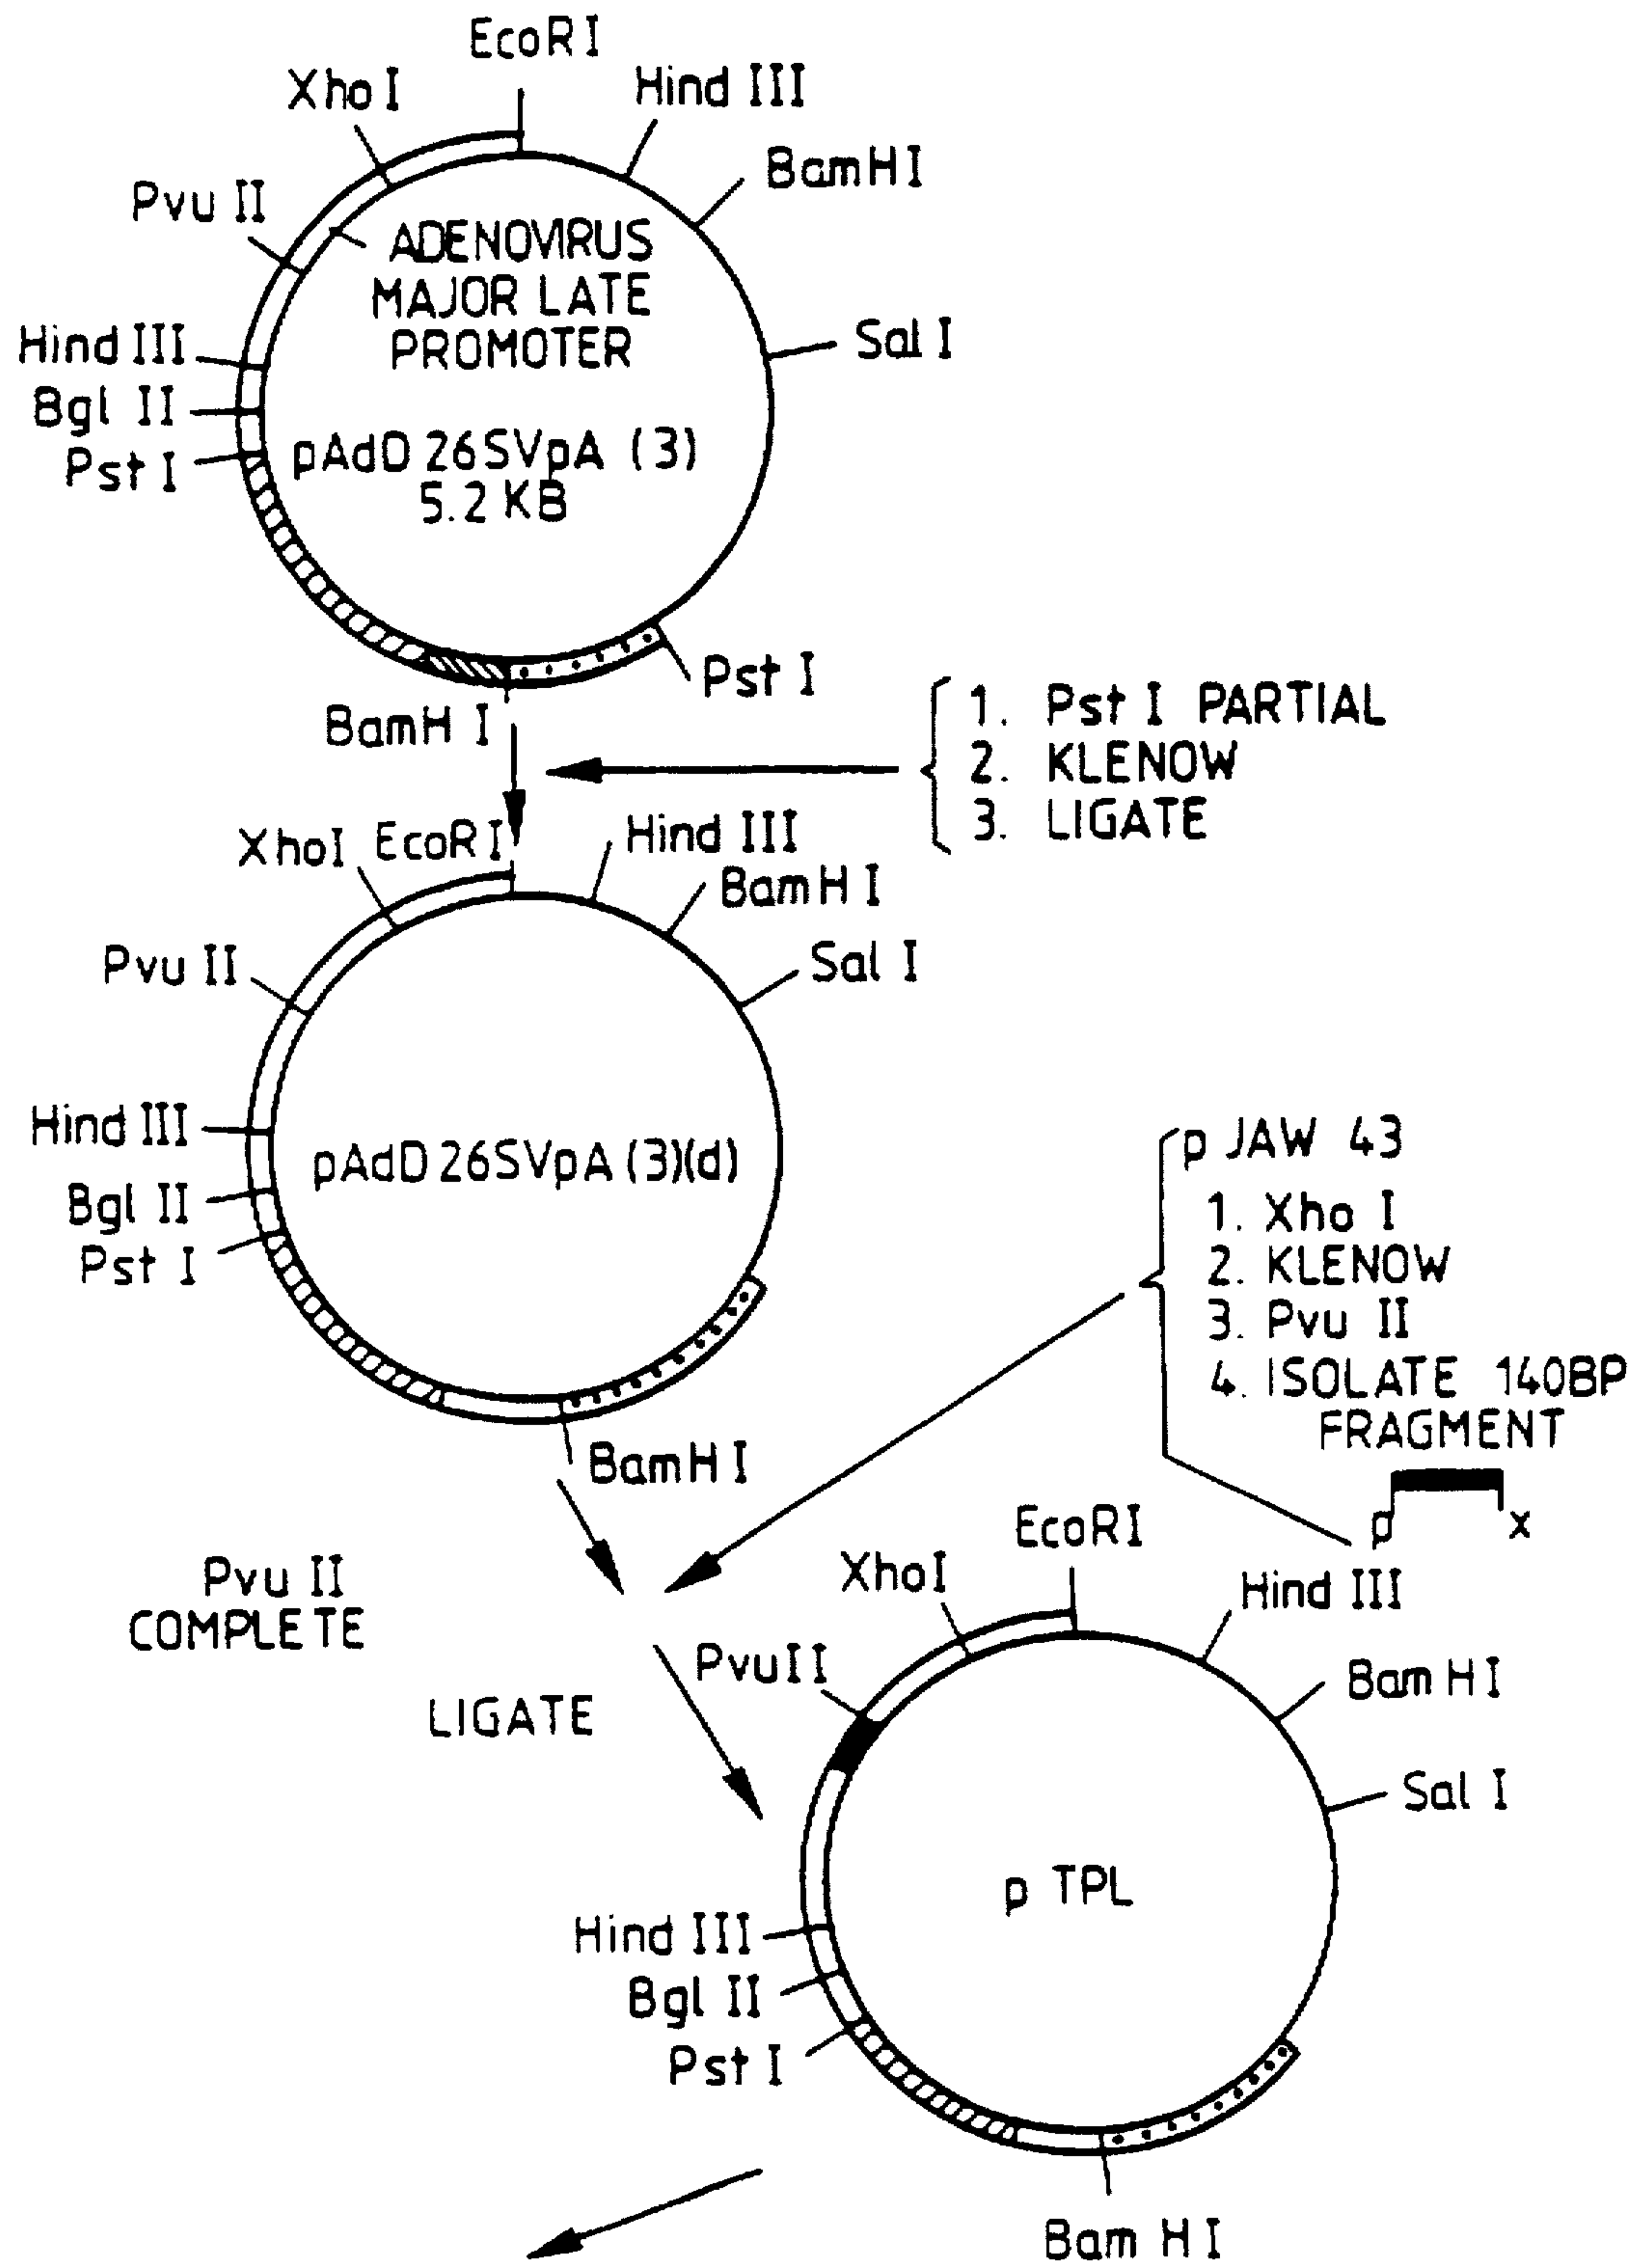 EcoRI
Xho I
Hind III
BamH I
Pvu II
ADENOVIRUS
MAJOR LATE
PROMOTER
Hind III
Sal I
Bgl II
pAdD 26SVpA (3)
Pst I
5.2 KB
Pst I
BamH I
1. Pst I PARTIAL
2. KLENOW
3. LIGATE
XhoI
EcoRI
Hind III
BamH I
Pvu II
Sal I
Hind III
pAdD 26SVpA (3)(d)
Bgl II
Pst I
p JAW 43
1. Xho I
2. KLENOW
3. Pvu II
4. ISOLATE 140BP
FRAGMENT
p
x
BamH I
Pvu II
COMPLETE
LIGATE
EcoRI
XhoI
Hind III
PvuII
Bam H I
Sal I
p TPL
Hind III
Bgl II
Pst I
Bam H I